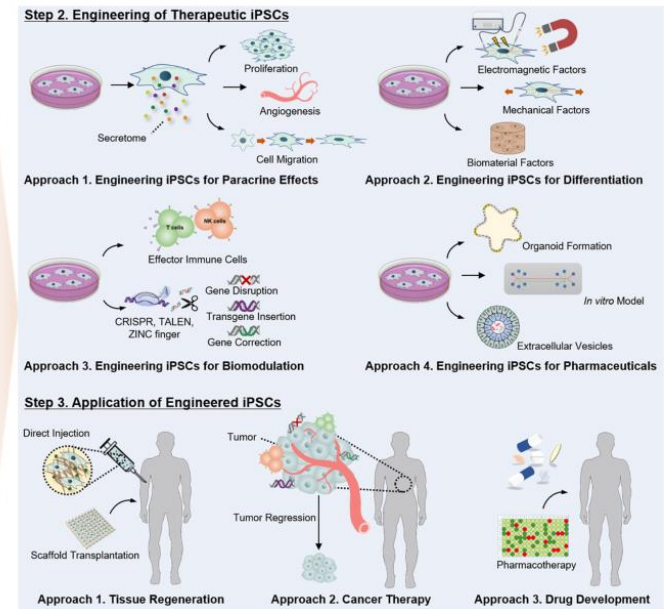 Step 2. Engineering of Therapeutic iPSCs
Proliferation
Secretome
Angiogenesis
Cell Migration
Approach 1. Engineering iPSCs for Paracrine Effects
Electromagnetic Factors
Mechanical Factors
Biomaterial Factors
Approach 2. Engineering iPSCs for Differentiation
T cells
NK cells
Effector Immune Cells
CRISPR, TALEN,
ZINC finger
Gene Disruption
Transgene Insertion
Gene Correction
Approach 3. Engineering iPSCs for Biomodulation
Organoid Formation
In vitro Model
Extracellular Vesicles
Approach 4. Engineering iPSCs for Pharmaceuticals
Step 3. Application of Engineered iPSCs
Direct Injection
Scaffold Transplantation
Approach 1. Tissue Regeneration
Tumor
Tumor Regression
Approach 2. Cancer Therapy
Pharmacotherapy
Approach 3. Drug Development